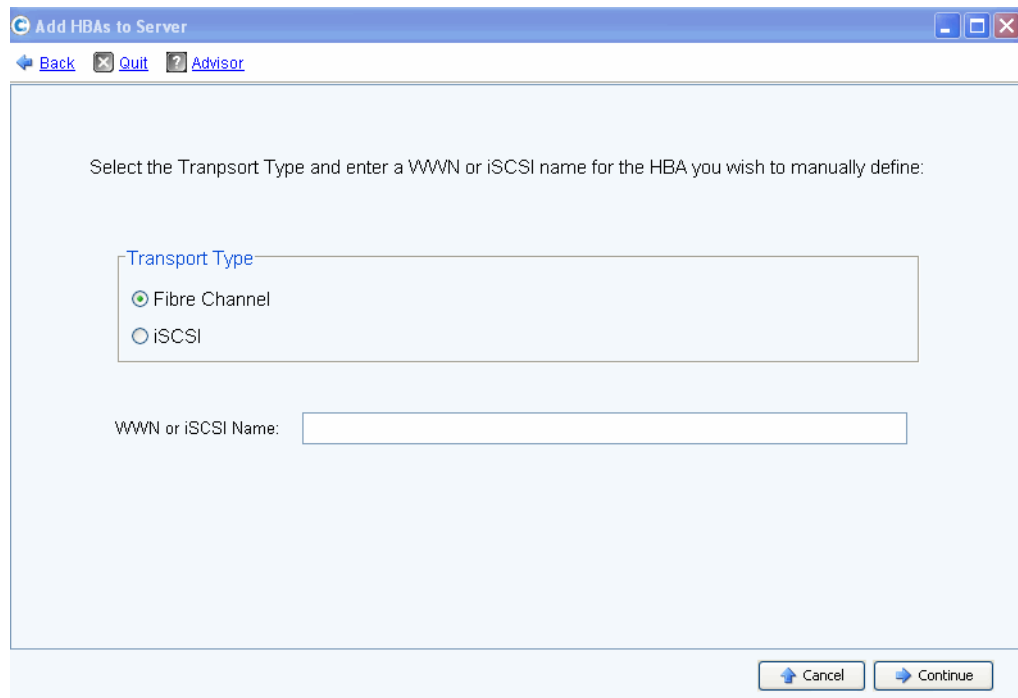 Add HBAs to Server
Back Quit Advisor
Select the Tranpsort Type and enter a WWN or iSCSI name for the HBA you wish to manually define:
Transport Type
Fibre Channel
iSCSI
WWN or iSCSI Name:
Cancel Continue